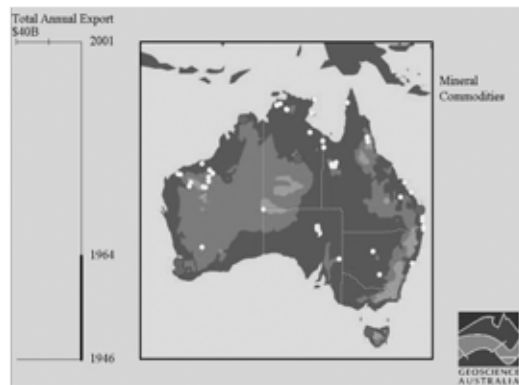 Total Annual Export
$40B
2001
Mineral
Commodities
1964
1946
GEOSCIENCE
AUSTRALIA